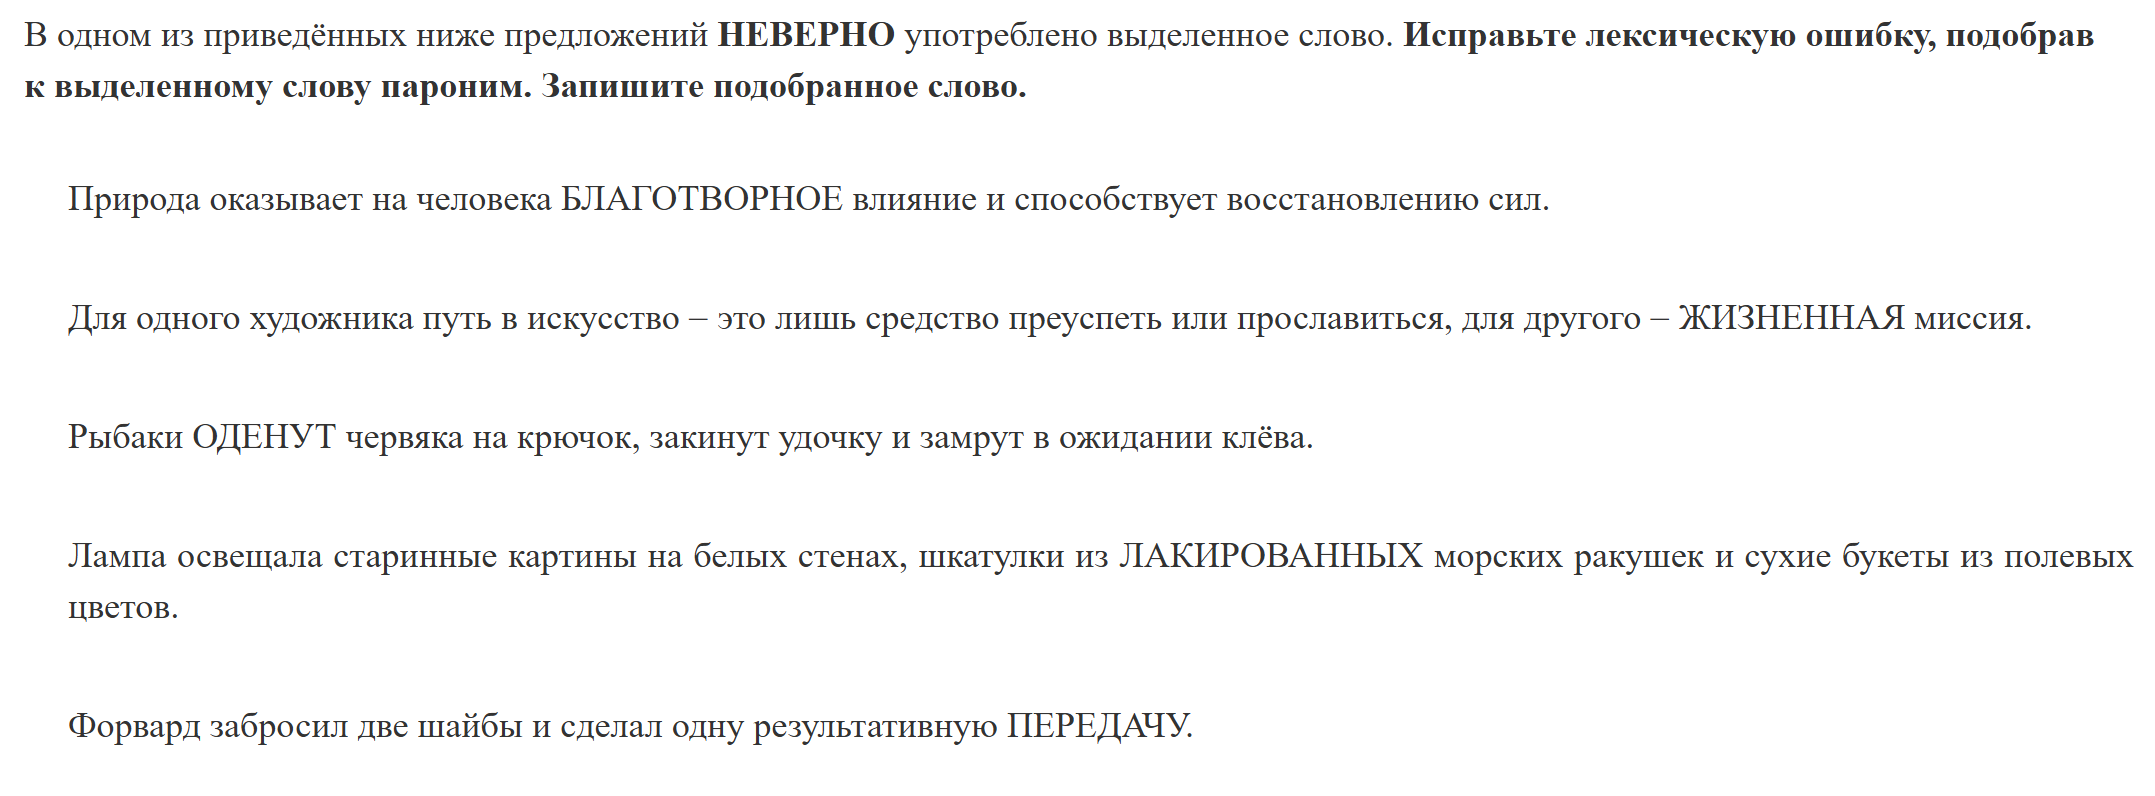 В одном из приведённых ниже предложений НЕВЕРНО употреблено выделенное слово. Исправьте лексическую ошибку, подобрав
к выделенному слову пароним. Запишите подобранное слово.
Природа оказывает на человека БЛАГОТВОРНОЕ влияние и способствует восстановлению сил.
Для одного художника путь в искусство – это лишь средство преуспеть или прославиться, для другого – ЖИЗНЕННАЯ миссия.
Рыбаки ОДЕНУТ червяка на крючок, закинут удочку и замрут в ожидании клёва.
Лампа освещала старинные картины на белых стенах, шкатулки из ЛАКИРОВАННЫХ морских ракушек и сухие букеты из полевых
цветов.
Форвард забросил две шайбы и сделал одну результативную ПЕРЕДАЧУ.